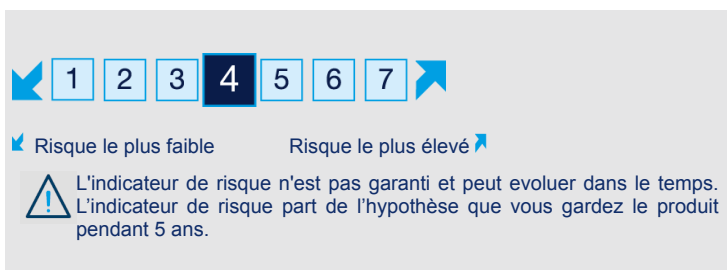 1 2 3 4 5 6 7
Risque le plus faible Risque le plus élevé
L'indicateur de risque n'est pas garanti et peut evoluer dans le temps.
L’indicateur de risque part de l’hypothèse que vous gardez le produit
pendant 5 ans.